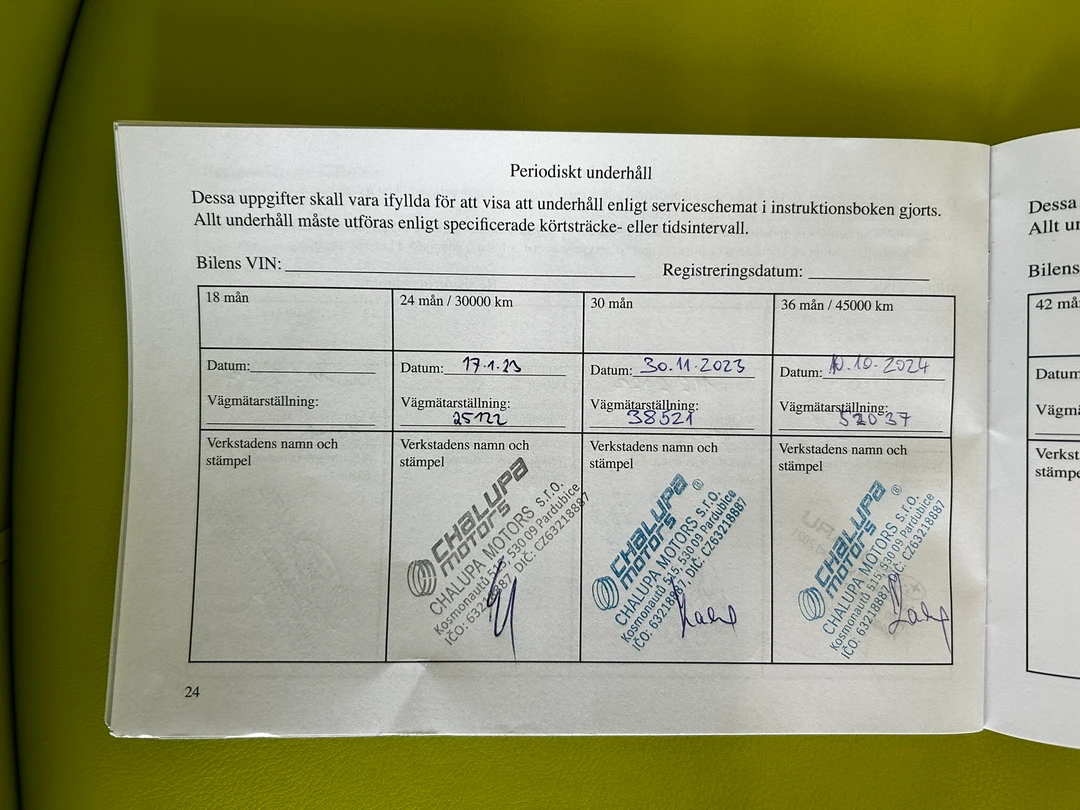 Periodiskt underhåll
Dessa uppgifter skall vara ifyllda för att visa att underhåll enligt serviceschemat i instruktionsboken gjorts.
Allt underhåll måste utföras enligt specificerade körtsträcke- eller tidsintervall.
Bilens VIN:
Registreringsdatum:
18 mån
Datum:
Vägmätarställning:
Verkstadens namn och
stämpel
24 mån / 30000 km
Datum: 17.1.23
Vägmätarställning:
25122
Verkstadens namn och
stämpel
CHALUPA
MOTORS
CHALUPA MOTORS s.r.o.
Kosmonautů 515, 530 09 Pardubice
IČO: 63218887, DIČ: CZ63218887
30 mån
Datum: 30.11.2023
Vägmätarställning:
38521
Verkstadens namn och
stämpel
CHALUPA ®
MOTORS
CHALUPA MOTORS s.r.o.
Kosmonautů 515, 530 09 Pardubice
IČO: 63218887, DIČ: CZ63218887
36 mån / 45000 km
Datum: 10.10.2024
Vägmätarställning:
52037
Verkstadens namn och
stämpel
CHALUPA ®
MOTORS
CHALUPA MOTORS s.r.o.
Kosmonautů 515, 530 09 Pardubice
IČO: 63218887, DIČ: CZ63218887
24
Dessa
Allt
Bilens
42
Datum